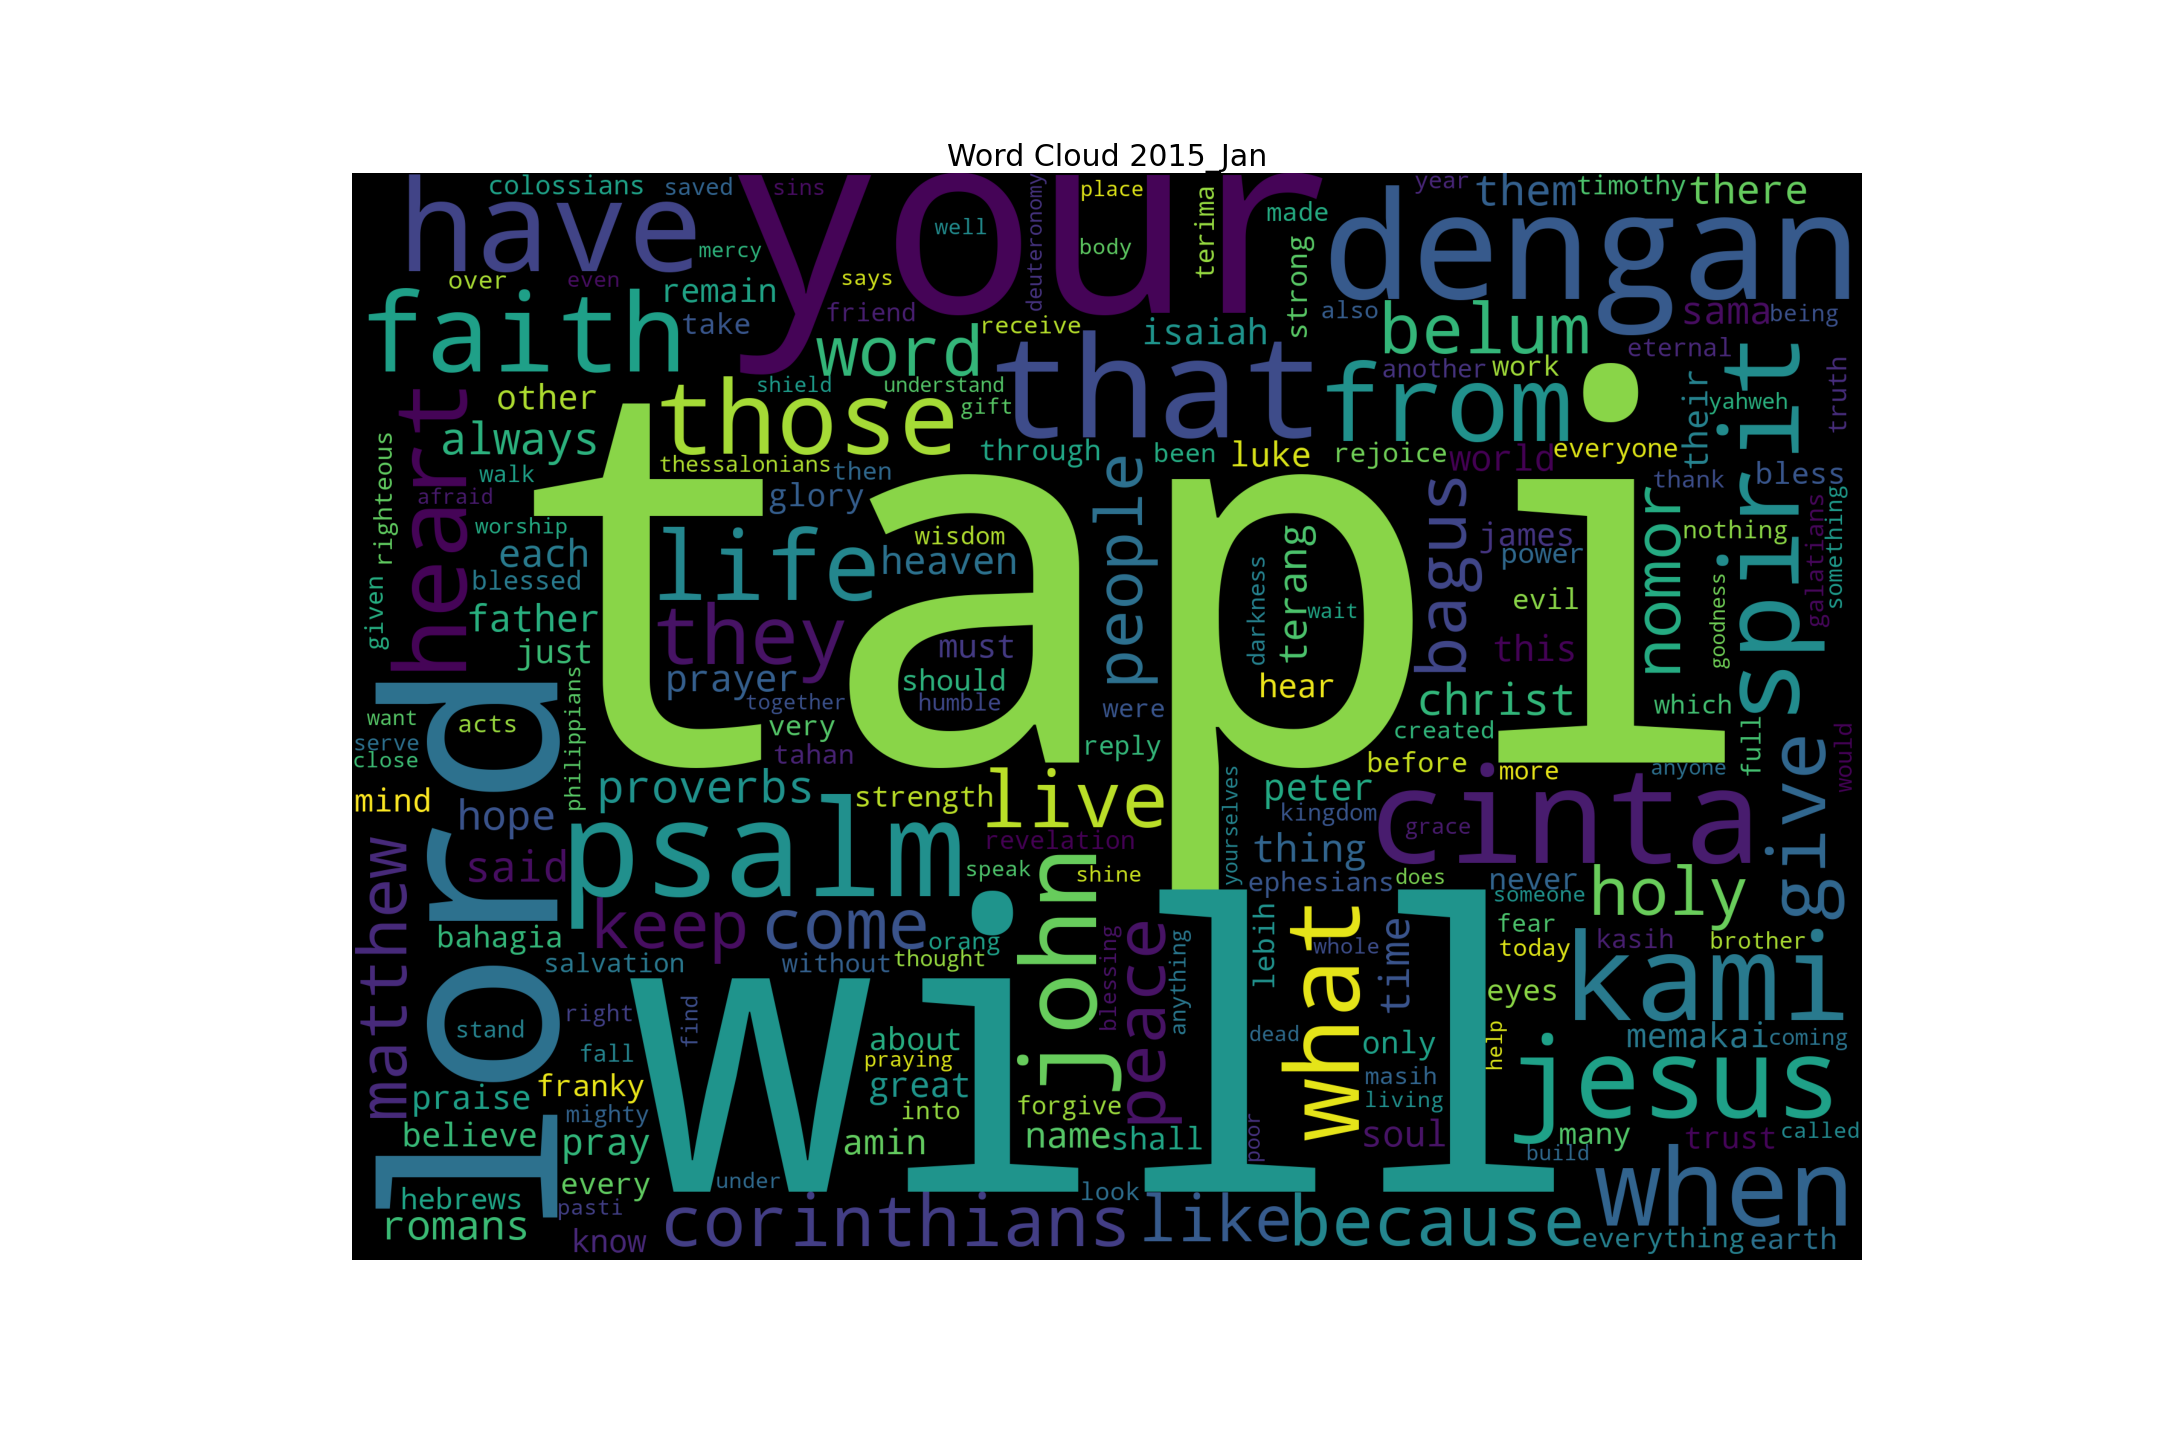 Word Cloud 2015_Jan
colossians saved sins your place terima made year them timothy there
have well deuteronomy body strong dengan
mercy over even says remain friend receive isaiah also belum sama being
faith take word that from another work eternal their spirit truth
heart other those shield understand gift yahweh
always through been luke rejoice world everyone
righteous walk thessalonians then people thank bless
afraid glory tapi bagus nomor galatians something
worship life wisdom james nothing
each heaven darkness terang power
blessed wait evil goodness
given father they must this
just prayer should hear christ which
together humble were created full would
want acts philippians very reply before more anyone
serve tahan
close proverbs strength live yourselves peter cinta give
mind hope psalm kingdom grace
lord said revelation john thing
matthew speak shine ephesians does never holy
keep come orang peace lebih what someone
bahagia whole time fear kasih brother
salvation without thought blessing anything today kami
right find will eyes
stand about dead only help memakai coming
fall praying masih jesus
franky great living
praise mighty into forgive
believe pray amin name shall poor soul many trust called
every under build when
hebrews pasti look
romans know corinthians like because everything earth